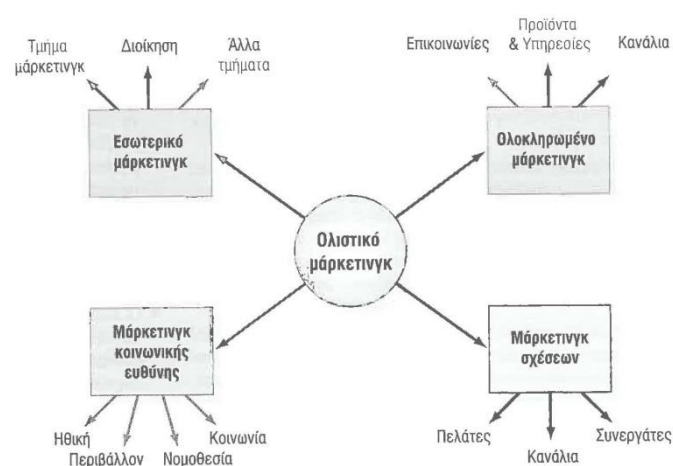 Τμήμα
μάρκετινγκ
Διοίκηση
Άλλα
τμήματα
Επικοινωνίες
Προϊόντα
& Υπηρεσίες
Κανάλια
Εσωτερικό
μάρκετινγκ
Ολοκληρωμένο
μάρκετινγκ
Ολιστικό
μάρκετινγκ
Μάρκετινγκ
κοινωνικής
ευθύνης
Μάρκετινγκ
σχέσεων
Ηθική
Περιβάλλον
Νομοθεσία
Κοινωνία
Πελάτες
Κανάλια
Συνεργάτες